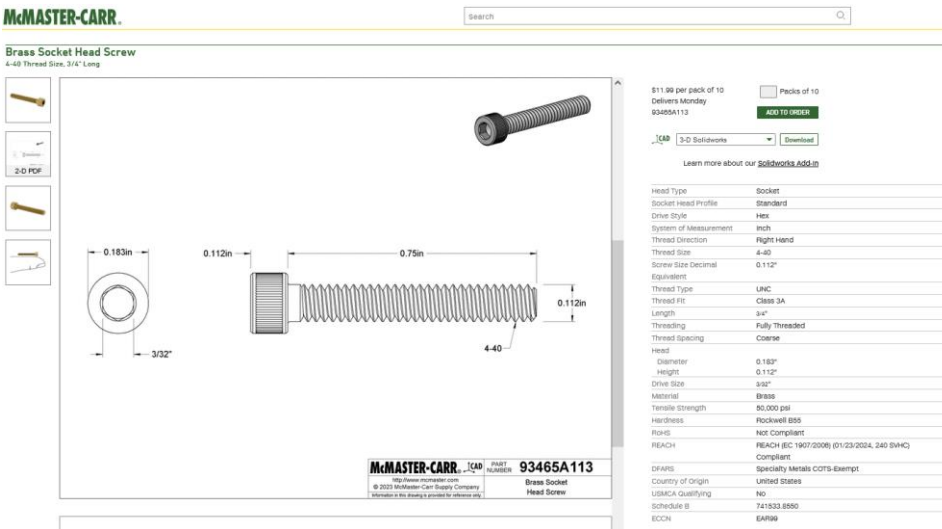 McMASTER-CARR®
Search
Brass Socket Head Screw
4-40 Thread Size, 3/4" Long
2-D PDF
0.183in
3/32"
0.112in
0.75in
0.112in
4-40
McMASTER-CARR® CAD
PART NUMBER 93465A113
http://www.mcmaster.com
© 2023 McMaster-Carr Supply Company
Information in this drawing is provided for reference only.
Brass Socket
Head Screw
$11.99 per pack of 10
Delivers Monday
93465A113
Packs of 10
ADD TO ORDER
CAD 3-D Solidworks Download
Learn more about our Solidworks Add-In
Head Type Socket
Socket Head Profile Standard
Drive Style Hex
System of Measurement Inch
Thread Direction Right Hand
Thread Size 4-40
Screw Size Decimal Equivalent 0.112"
Thread Type UNC
Thread Fit Class 3A
Length 3/4"
Threading Fully Threaded
Thread Spacing Coarse
Head
Diameter 0.183"
Height 0.112"
Drive Size 3/32"
Material Brass
Tensile Strength 50,000 psi
Hardness Rockwell B55
RoHS Not Compliant
REACH REACH (EC 1907/2006) (01/23/2024, 240 SVHC)
Compliant
DFARS Specialty Metals COTS-Exempt
Country of Origin United States
USMCA Qualifying No
Schedule B 741533.8550
ECCN EAR99